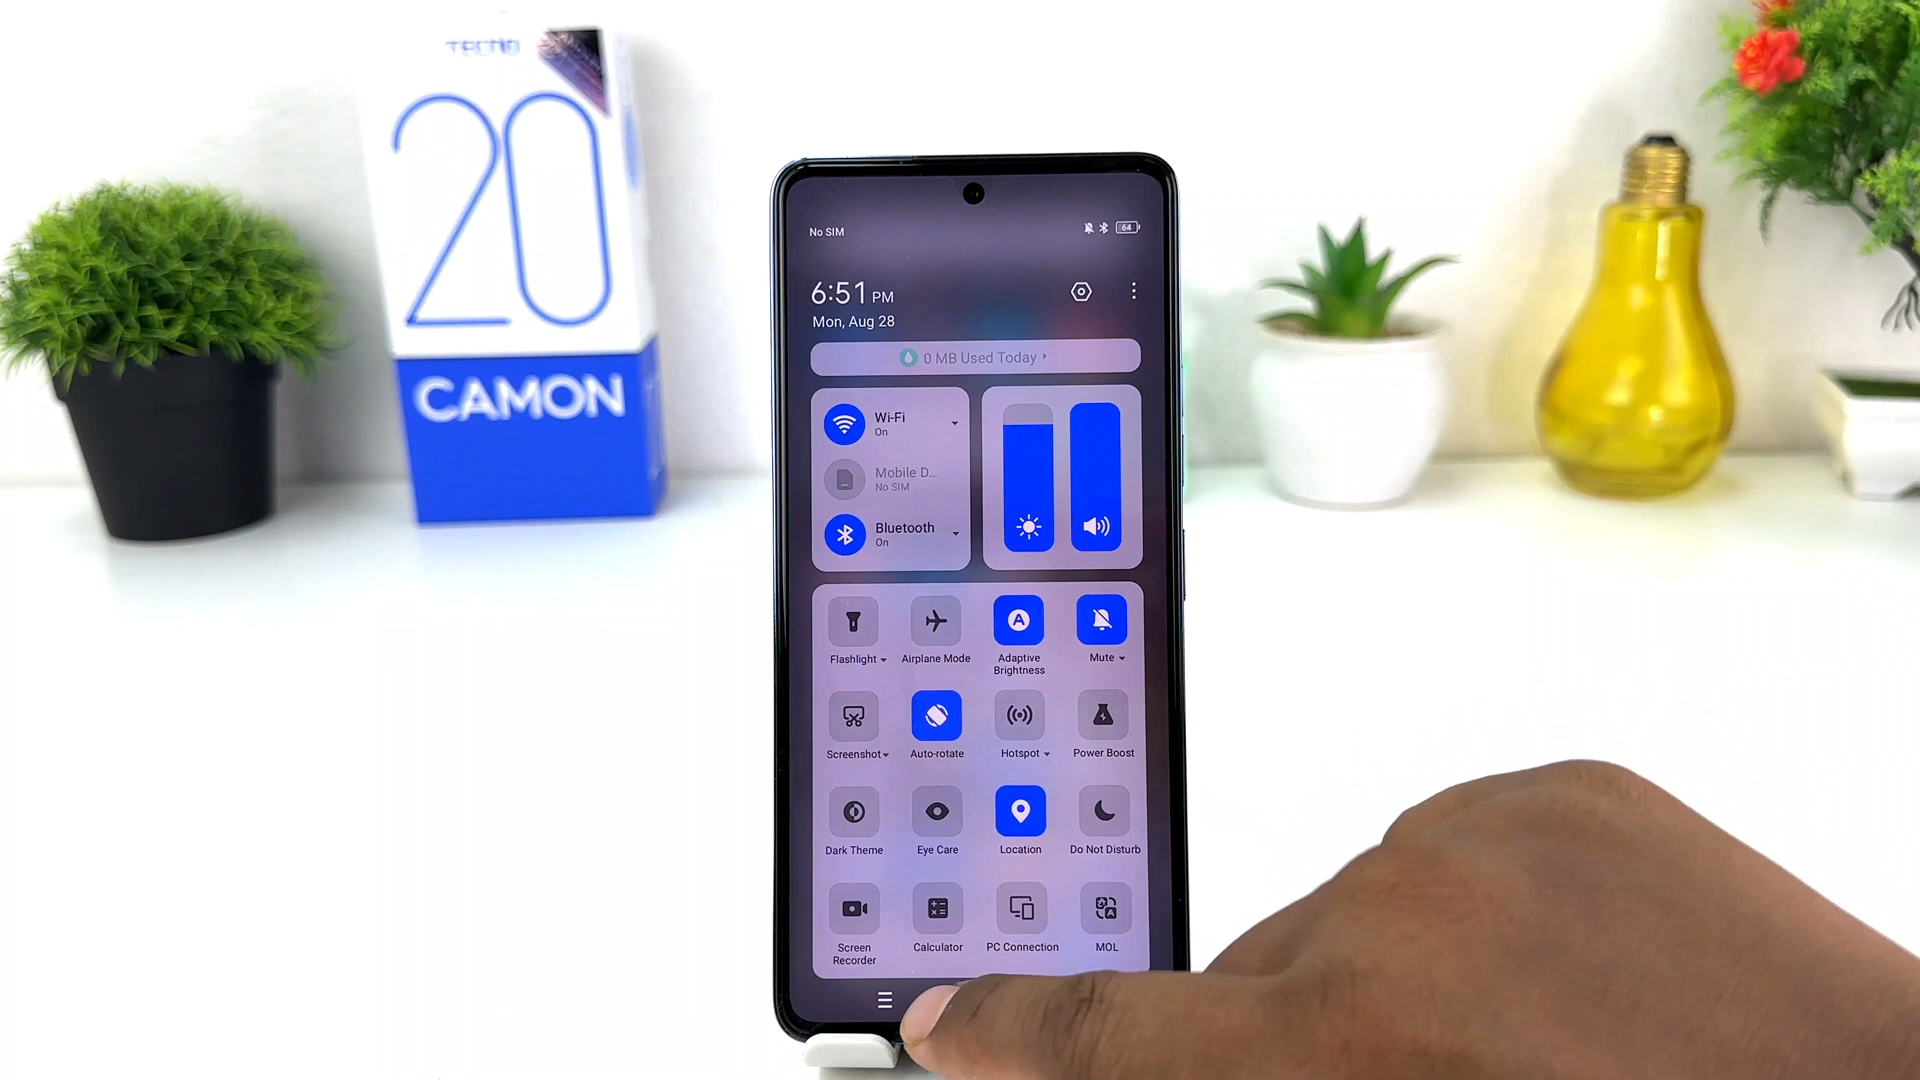 TECNO
20
CAMON
No SIM
64
6:51 PM
Mon, Aug 28
0 MB Used Today
Wi-Fi
On
Mobile D...
No SIM
Bluetooth
On
A
Flashlight
Airplane Mode
Adaptive
Brightness
Mute
Screenshot
Auto-rotate
Hotspot
Power Boost
Dark Theme
Eye Care
Location
Do Not Disturb
Screen
Recorder
Calculator
PC Connection
MOL